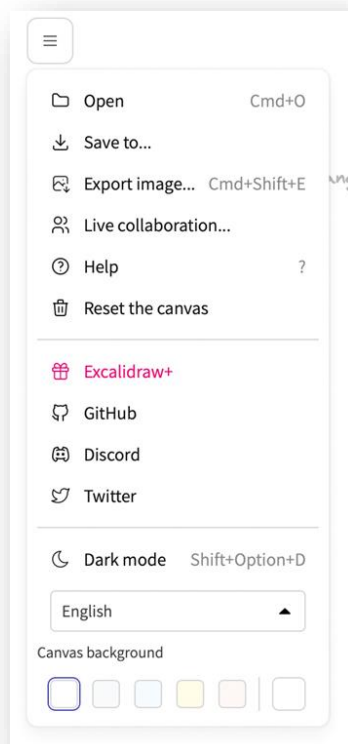 Open Cmd+O
Save to...
Export image... Cmd+Shift+E
Live collaboration...
Help ?
Reset the canvas
Excalidraw+
GitHub
Discord
Twitter
Dark mode Shift+Option+D
English
Canvas background